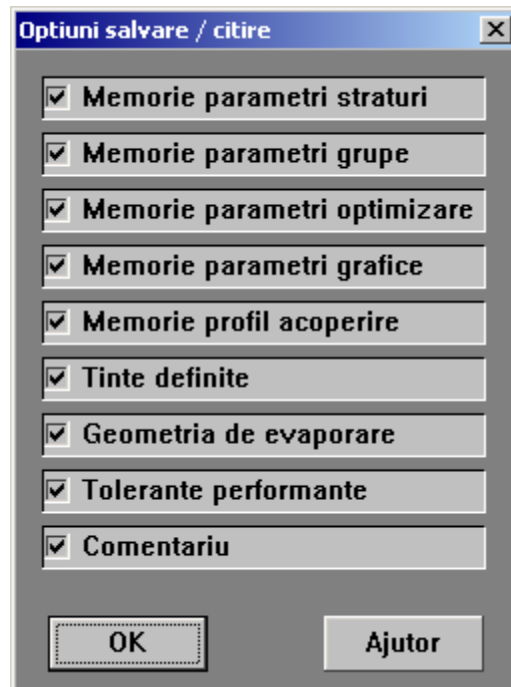 Optiuni salvare / citire
Memorie parametri straturi
Memorie parametri grupe
Memorie parametri optimizare
Memorie parametri grafice
Memorie profil acoperire
Tinte definite
Geometria de evaporare
Tolerante performante
Comentariu
OK
Ajutor